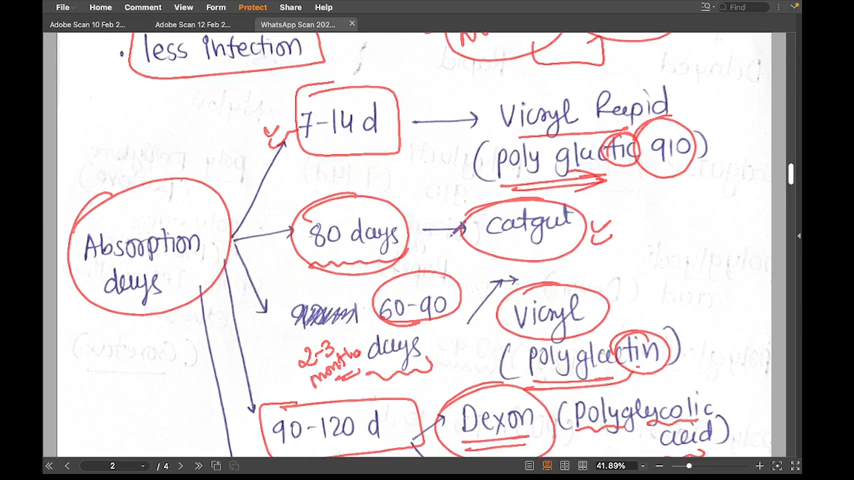 File Home Comment View Form Protect Share Help Find
Adobe Scan 10 Feb 2... Adobe Scan 12 Feb 2... WhatsApp Scan 202...
. less infection
7-14 d → Vicryl Rapid
(poly glactic 910)
Absorption
days
80 days → catgut
60-90
2-3
months
days
Vicryl
(polyglactin)
90-120 d
Dexon (Polyglycolic
acid)
2 / 4 41.89%